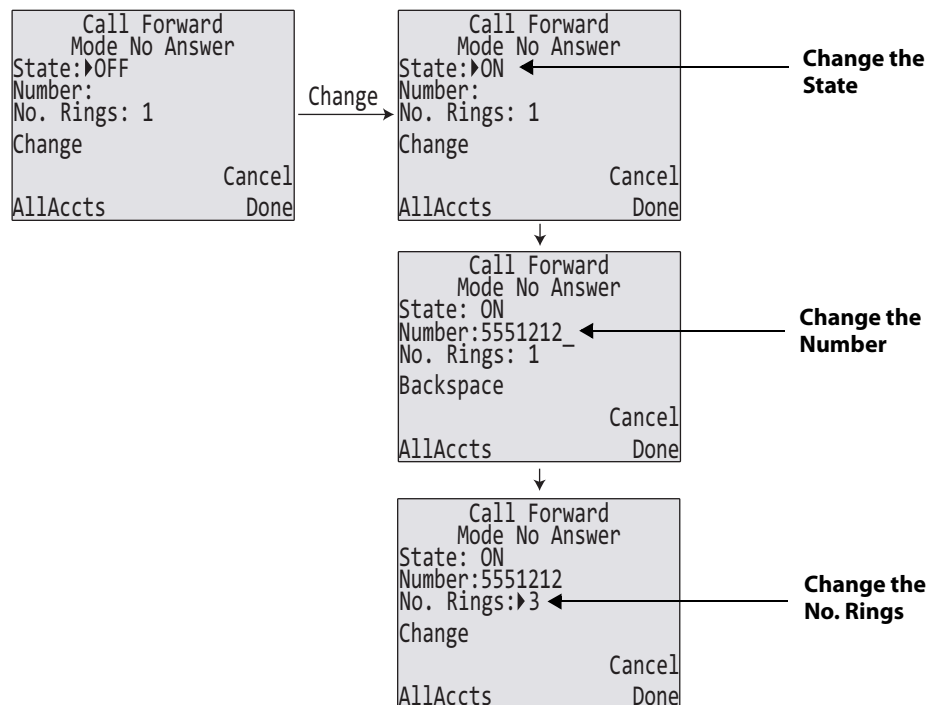 Call Forward
Mode No Answer
State:▶OFF
Number:
No. Rings: 1
Change
Cancel
AllAccts Done
Change
Call Forward
Mode No Answer
State:▶ON
Number:
No. Rings: 1
Change
Cancel
AllAccts Done
Change the
State
Call Forward
Mode No Answer
State: ON
Number:5551212_
No. Rings: 1
Backspace
Cancel
AllAccts Done
Change the
Number
Call Forward
Mode No Answer
State: ON
Number:5551212
No. Rings:▶3
Change
Cancel
AllAccts Done
Change the
No. Rings